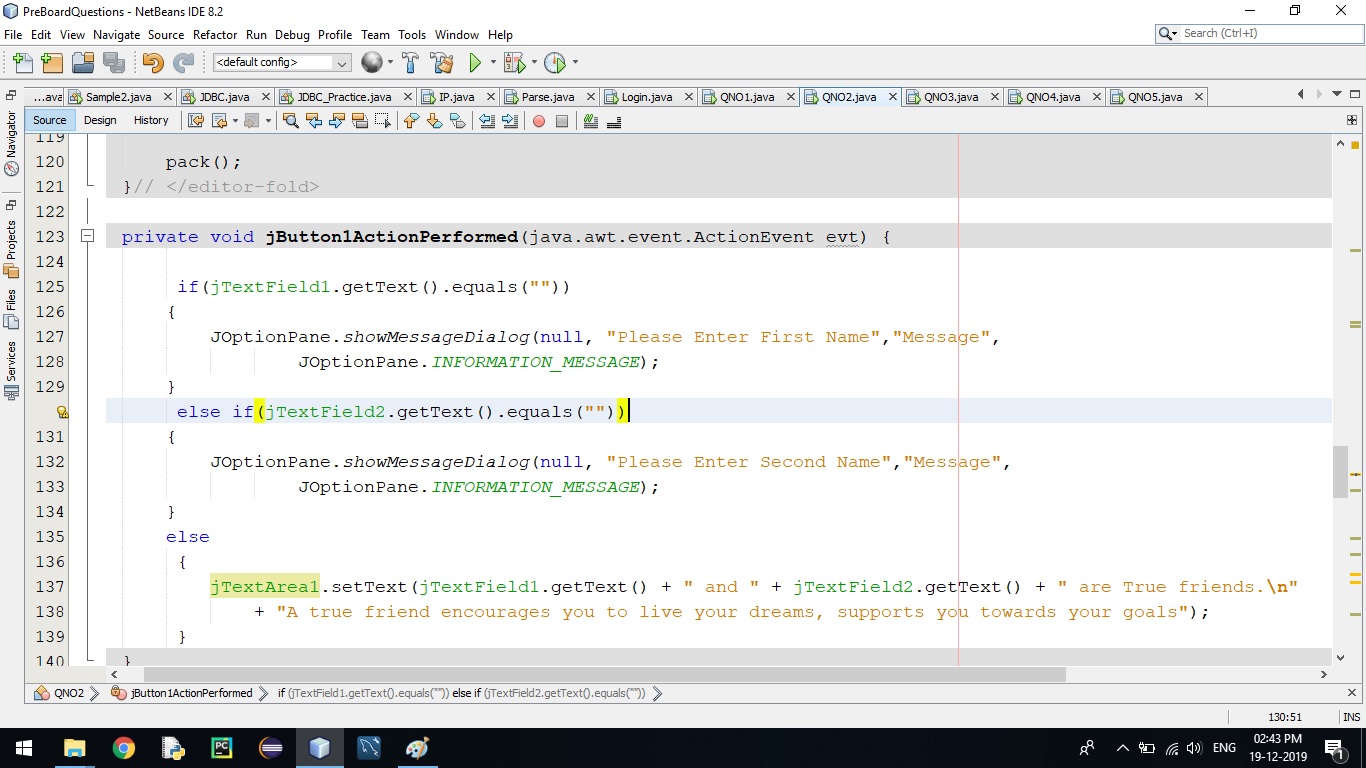 PreBoardQuestions - NetBeans IDE 8.2
File Edit View Navigate Source Refactor Run Debug Profile Team Tools Window Help
Search (Ctrl+I)
<default config>
...ava Sample2.java JDBC.java JDBC_Practice.java IP.java Parse.java Login.java QNO1.java QNO2.java QNO3.java QNO4.java QNO5.java
Source Design History
Navigator
Projects
Files
Services
119
120 pack();
121 }// </editor-fold>
122
123 private void jButton1ActionPerformed(java.awt.event.ActionEvent evt) {
124
125 if(jTextField1.getText().equals(""))
126 {
127 JOptionPane.showMessageDialog(null, "Please Enter First Name","Message",
128 JOptionPane.INFORMATION_MESSAGE);
129 }
else if(jTextField2.getText().equals(""))
131 {
132 JOptionPane.showMessageDialog(null, "Please Enter Second Name","Message",
133 JOptionPane.INFORMATION_MESSAGE);
134 }
135 else
136 {
137 jTextArea1.setText(jTextField1.getText() + " and " + jTextField2.getText() + " are True friends.\n"
138 + "A true friend encourages you to live your dreams, supports you towards your goals");
139 }
140 }
QNO2 jButton1ActionPerformed if (jTextField1.getText().equals("")) else if (jTextField2.getText().equals(""))
130:51 INS
ENG 02:43 PM
19-12-2019 1